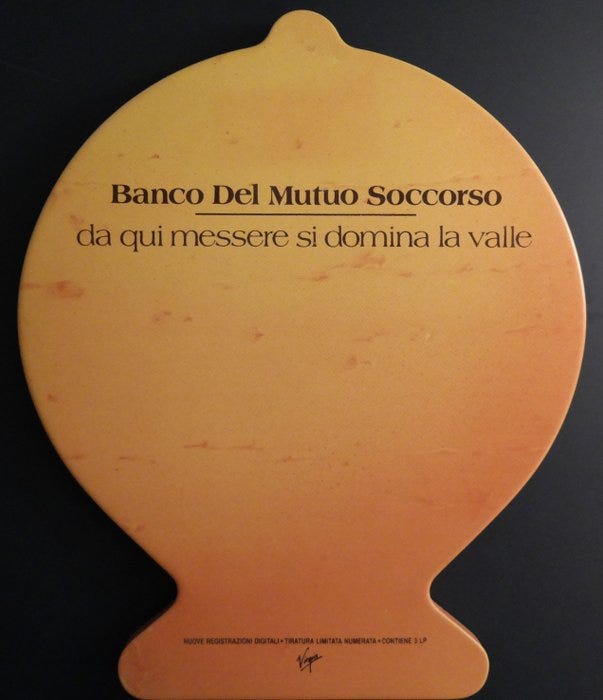 Banco Del Mutuo Soccorso
da qui messere si domina la valle
NUOVE REGISTRAZIONI DIGITALI • TIRATURA LIMITATA NUMERATA • CONTIENE 3 LP
Virgin